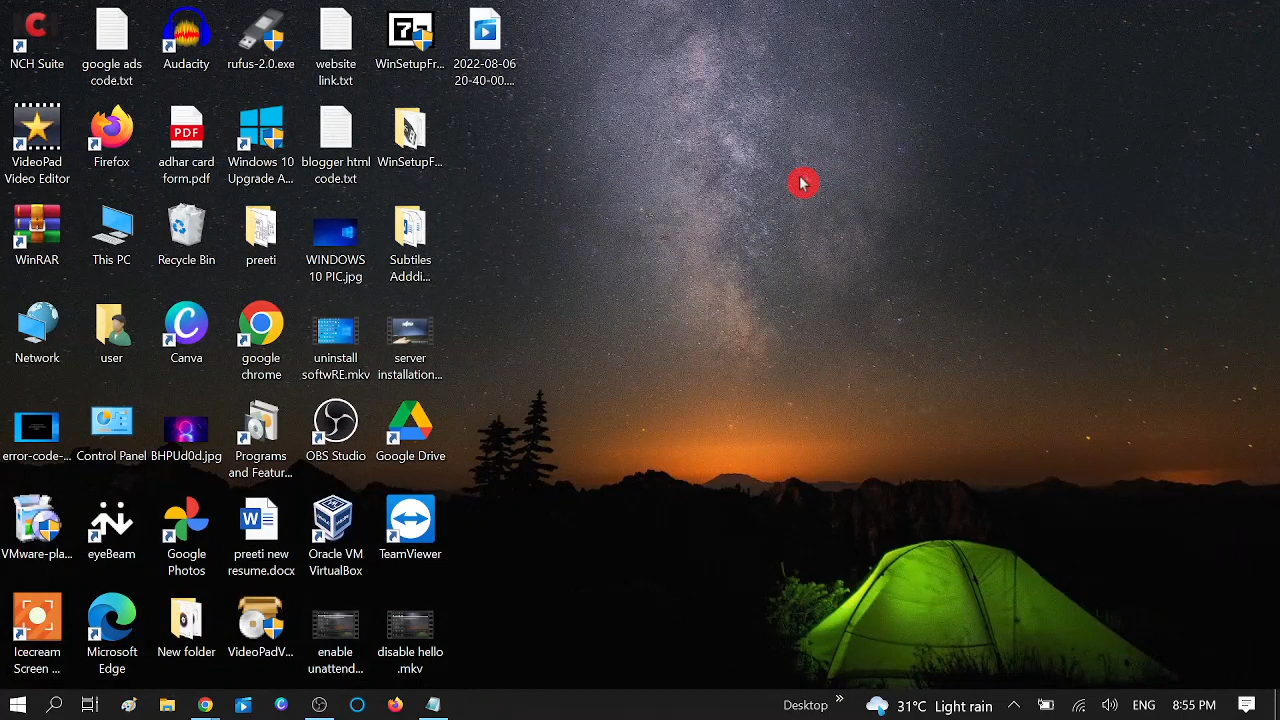 NCH Suite
google ads
code.txt
Audacity
rufus-2.0.exe
website
link.txt
WinSetupFr...
2022-08-06
20-40-00....
VideoPad
Video Editor
Firefox
PDF
adhar card
form.pdf
Windows 10
Upgrade A...
blogger html
code.txt
WinSetupF...
WinRAR
This PC
Recycle Bin
preeti
WINDOWS
10 PIC.jpg
Subtiles
Adddi...
Network
user
Canva
google
chrome
uninstall
softwRE.mkv
server
installation...
error-code-...
Control Panel
BHPUd0d.jpg
Programs
and Featur...
OBS Studio
Google Drive
VMware-pla...
eyeBeam
Google
Photos
preeti new
resume.docx
Oracle VM
VirtualBox
TeamViewer
Icecream
Screen ...
Microsoft
Edge
New folder
VideoPadV...
enable
unattend...
disable hello
.mkv
Desktop
31°C Light rain
ENG
8:52 PM